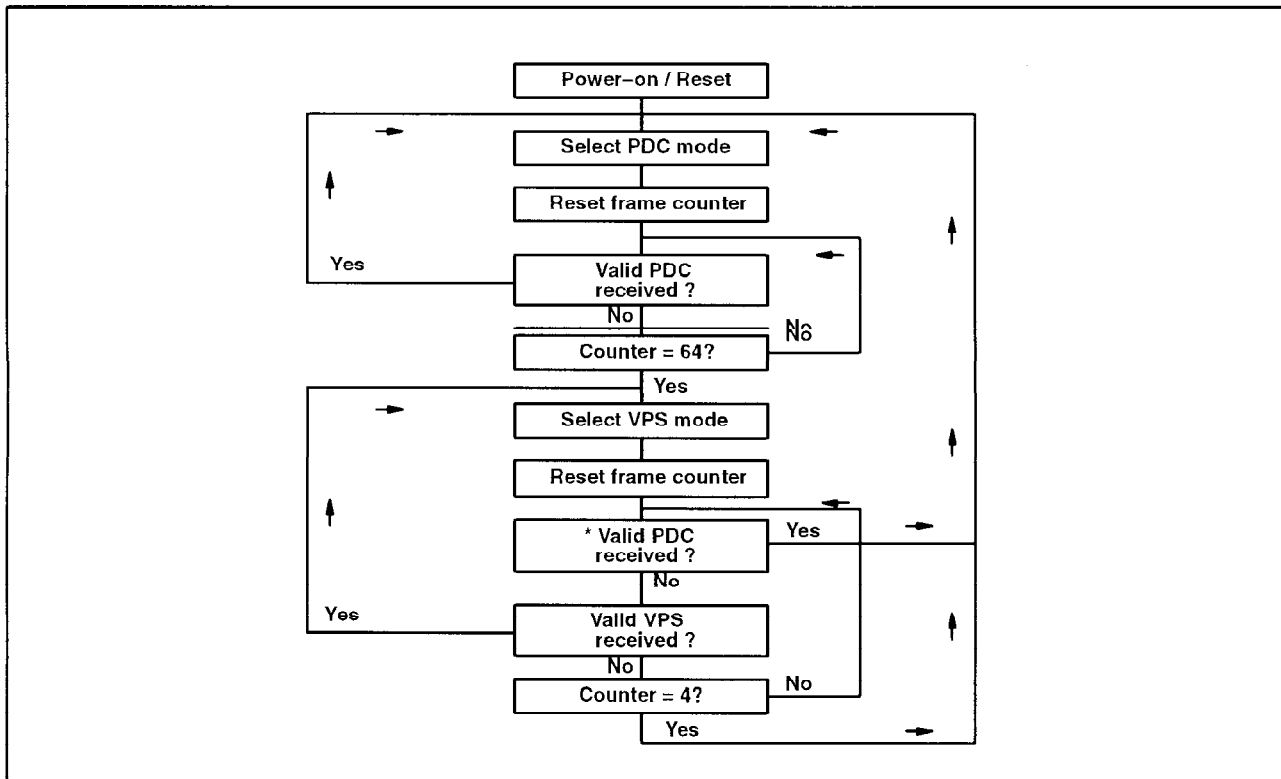 Power-on / Reset
Select PDC mode
Reset frame counter
Yes
Valid PDC
received ?
No
No
No
Counter = 64?
Yes
Select VPS mode
Reset frame counter
* Valid PDC
received ?
Yes
No
Yes
Valid VPS
received ?
No
Counter = 4?
No
Yes